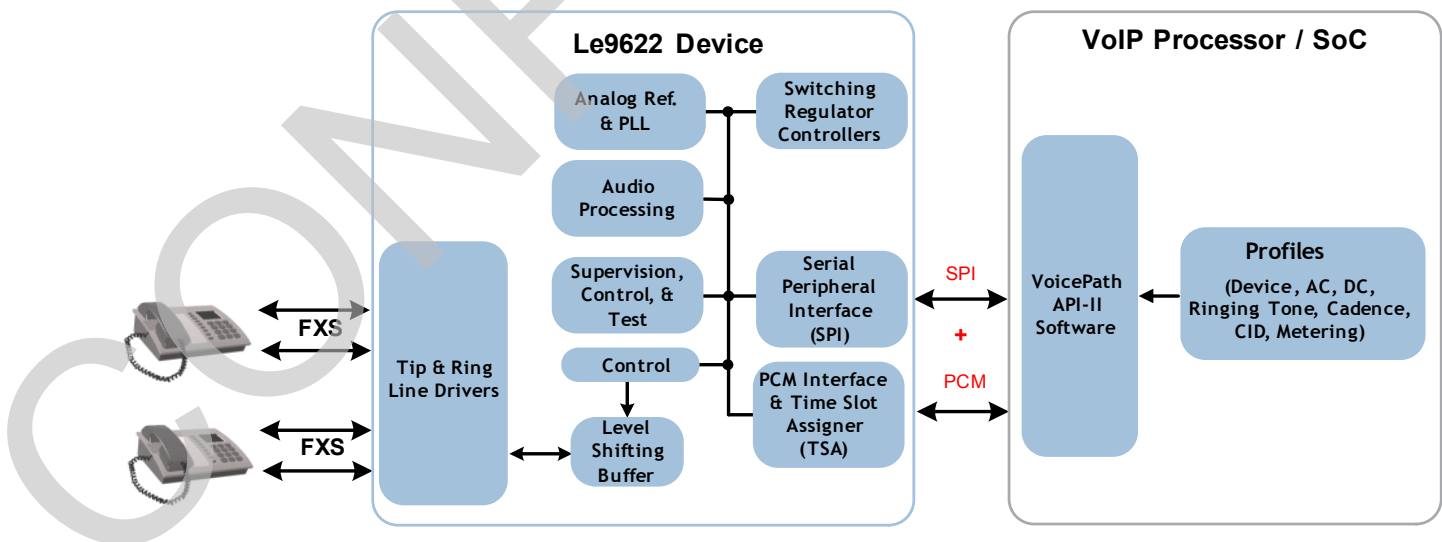 Le9622 Device
VoIP Processor / SoC
Analog Ref.
& PLL
Switching
Regulator
Controllers
Audio
Processing
Supervision,
Control, &
Test
Serial
Peripheral
Interface
(SPI)
Control
PCM Interface
& Time Slot
Assigner
(TSA)
Level
Shifting
Buffer
Tip & Ring
Line Drivers
FXS
FXS
SPI
+
PCM
VoicePath
API-II
Software
Profiles
(Device, AC, DC,
Ringing Tone, Cadence,
CID, Metering)